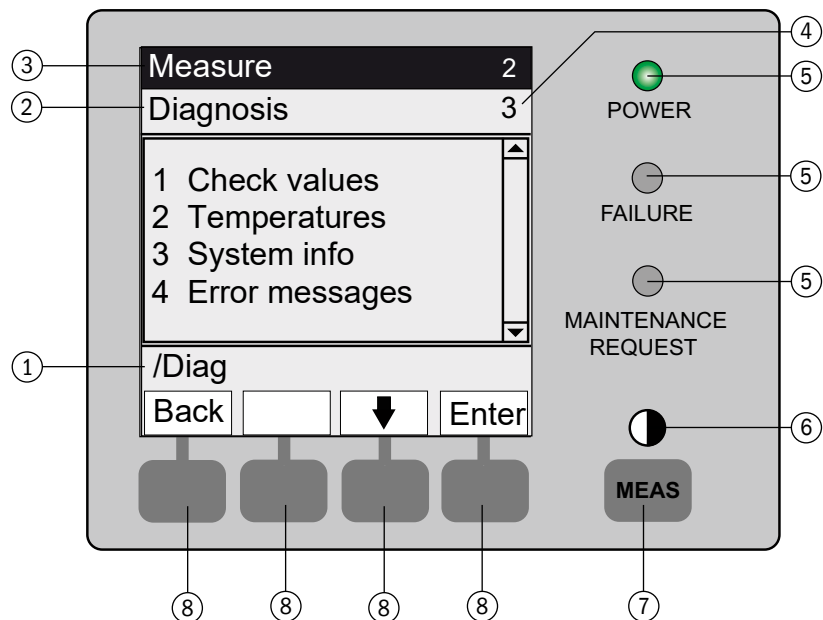 Measure 2
Diagnosis 3
1 Check values
2 Temperatures
3 System info
4 Error messages
/Diag
Back Enter
POWER
FAILURE
MAINTENANCE
REQUEST
MEAS
3
2
1
4
5
5
5
6
7
8 8 8 8